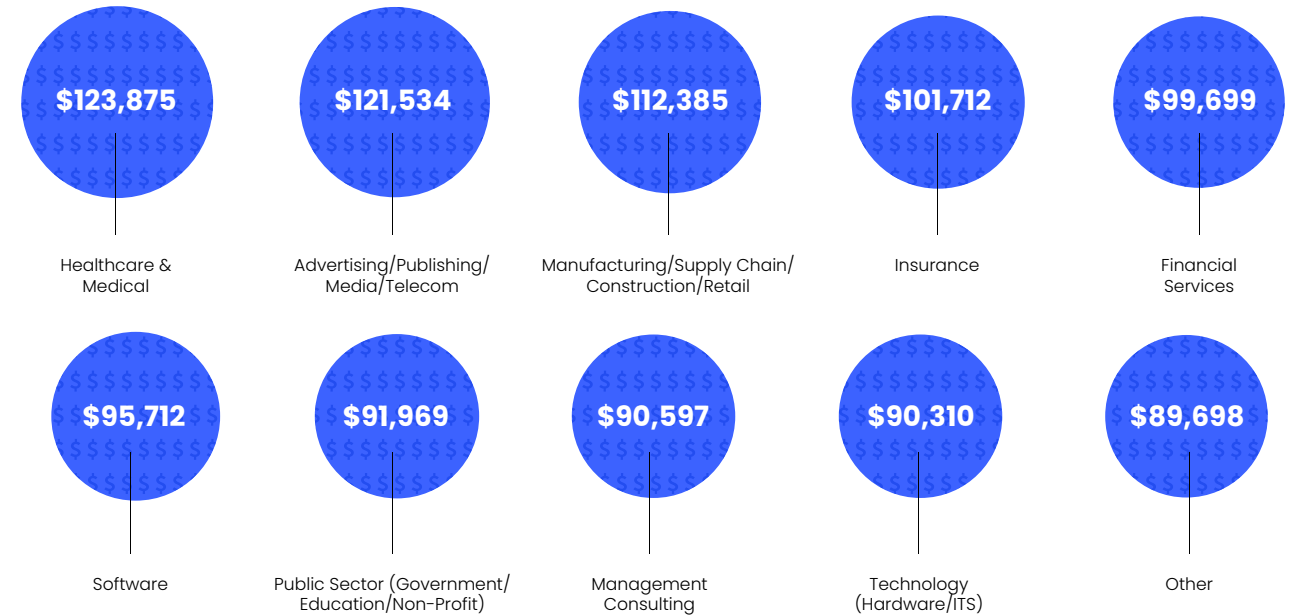 $123,875
$121,534
$112,385
$101,712
$99,699
Healthcare &
Medical
Advertising/Publishing/
Media/Telecom
Manufacturing/Supply Chain/
Construction/Retail
Insurance
Financial
Services
$95,712
$91,969
$90,597
$90,310
$89,698
Software
Public Sector (Government/
Education/Non-Profit)
Management
Consulting
Technology
(Hardware/ITS)
Other